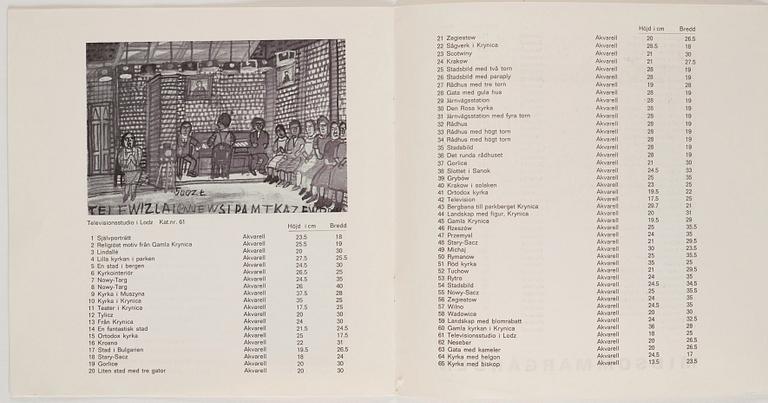 500 ZŁ
Televisionsstudio i Lodz Kat.nr. 61
Höjd i cm Bredd
1 Självporträtt Akvarell 23.5 18
2 Religiöst motiv från Gamla Krynica Akvarell 25.5 19
3 Lindalle Akvarell 20 30
4 Lilla kyrkan i parken Akvarell 27.5 25.5
5 En stad i bergen Akvarell 24.5 30
6 Kyrkointeriör Akvarell 26.5 25
7 Nowy-Targ Akvarell 24.5 35
8 Nowy-Targ Akvarell 26 40
9 Kyrka i Muszyna Akvarell 37.5 28
10 Kyrka i Krynica Akvarell 35 25
11 Teater i Krynica Akvarell 17.5 25
12 Tylicz Akvarell 20 30
13 Från Krynica Akvarell 24 30
14 En fantastisk stad Akvarell 21.5 24.5
15 Ortodox kyrka Akvarell 25 17.5
16 Krosno Akvarell 22 31
17 Stad i Bulgarien Akvarell 19.5 26.5
18 Stary-Sacz Akvarell 18 24
19 Gorlice Akvarell 20 30
20 Liten stad med tre gator Akvarell 20 30
Höjd i cm Bredd
21 Zegiestow Akvarell 20 26.5
22 Sågverk i Krynica Akvarell 26.5 18
23 Scotwiny Akvarell 21 30
24 Krakow Akvarell 21 27.5
25 Stadsbild med två torn Akvarell 28 19
26 Stadsbild med paraply Akvarell 28 19
27 Rådhus med tre torn Akvarell 19 28
28 Gata med gula hus Akvarell 28 19
29 Järnvägsstation Akvarell 28 19
30 Den Rosa kyrka Akvarell 28 19
31 Järnvägsstation med fyra torn Akvarell 28 19
32 Rådhus Akvarell 28 19
33 Rådhus med högt torn Akvarell 28 19
34 Rådhus med högt torn Akvarell 28 19
35 Stadsbild Akvarell 28 19
36 Det runda rådhuset Akvarell 28 19
37 Gorlice Akvarell 21 30
38 Slottet i Sanok Akvarell 24.5 33
39 Grybów Akvarell 25 35
40 Krakow i solsken Akvarell 23 25
41 Ortodox kyrka Akvarell 19.5 22
42 Television Akvarell 17.5 25
43 Bergbana till parkberget Krynica Akvarell 29.7 21
44 Landskap med figur, Krynica Akvarell 20 31
45 Gamla Krynica Akvarell 19.5 29
46 Rzeszów Akvarell 25 35.5
47 Przemysl Akvarell 24 35
48 Stary-Sacz Akvarell 21 29.5
49 Michaj Akvarell 30 23.5
50 Rymanow Akvarell 25 35.5
51 Röd kyrka Akvarell 25 35
52 Tuchow Akvarell 21 29.5
53 Rytro Akvarell 24 35
54 Stadsbild Akvarell 24.5 34.5
55 Nowy-Sacz Akvarell 25 35.5
56 Zegiestow Akvarell 24 35
57 Wilno Akvarell 24.5 35
58 Wadowice Akvarell 20 30
59 Landskap med blomrabatt Akvarell 24 32.5
60 Gamla kyrkan i Krynica Akvarell 36 28
61 Televisionsstudio i Lodz Akvarell 18 25
62 Neseber Akvarell 20 26.5
63 Gata med kameler Akvarell 20 26.5
64 Kyrka med helgon Akvarell 24.5 17
65 Kyrka med biskop Akvarell 13.5 23.5